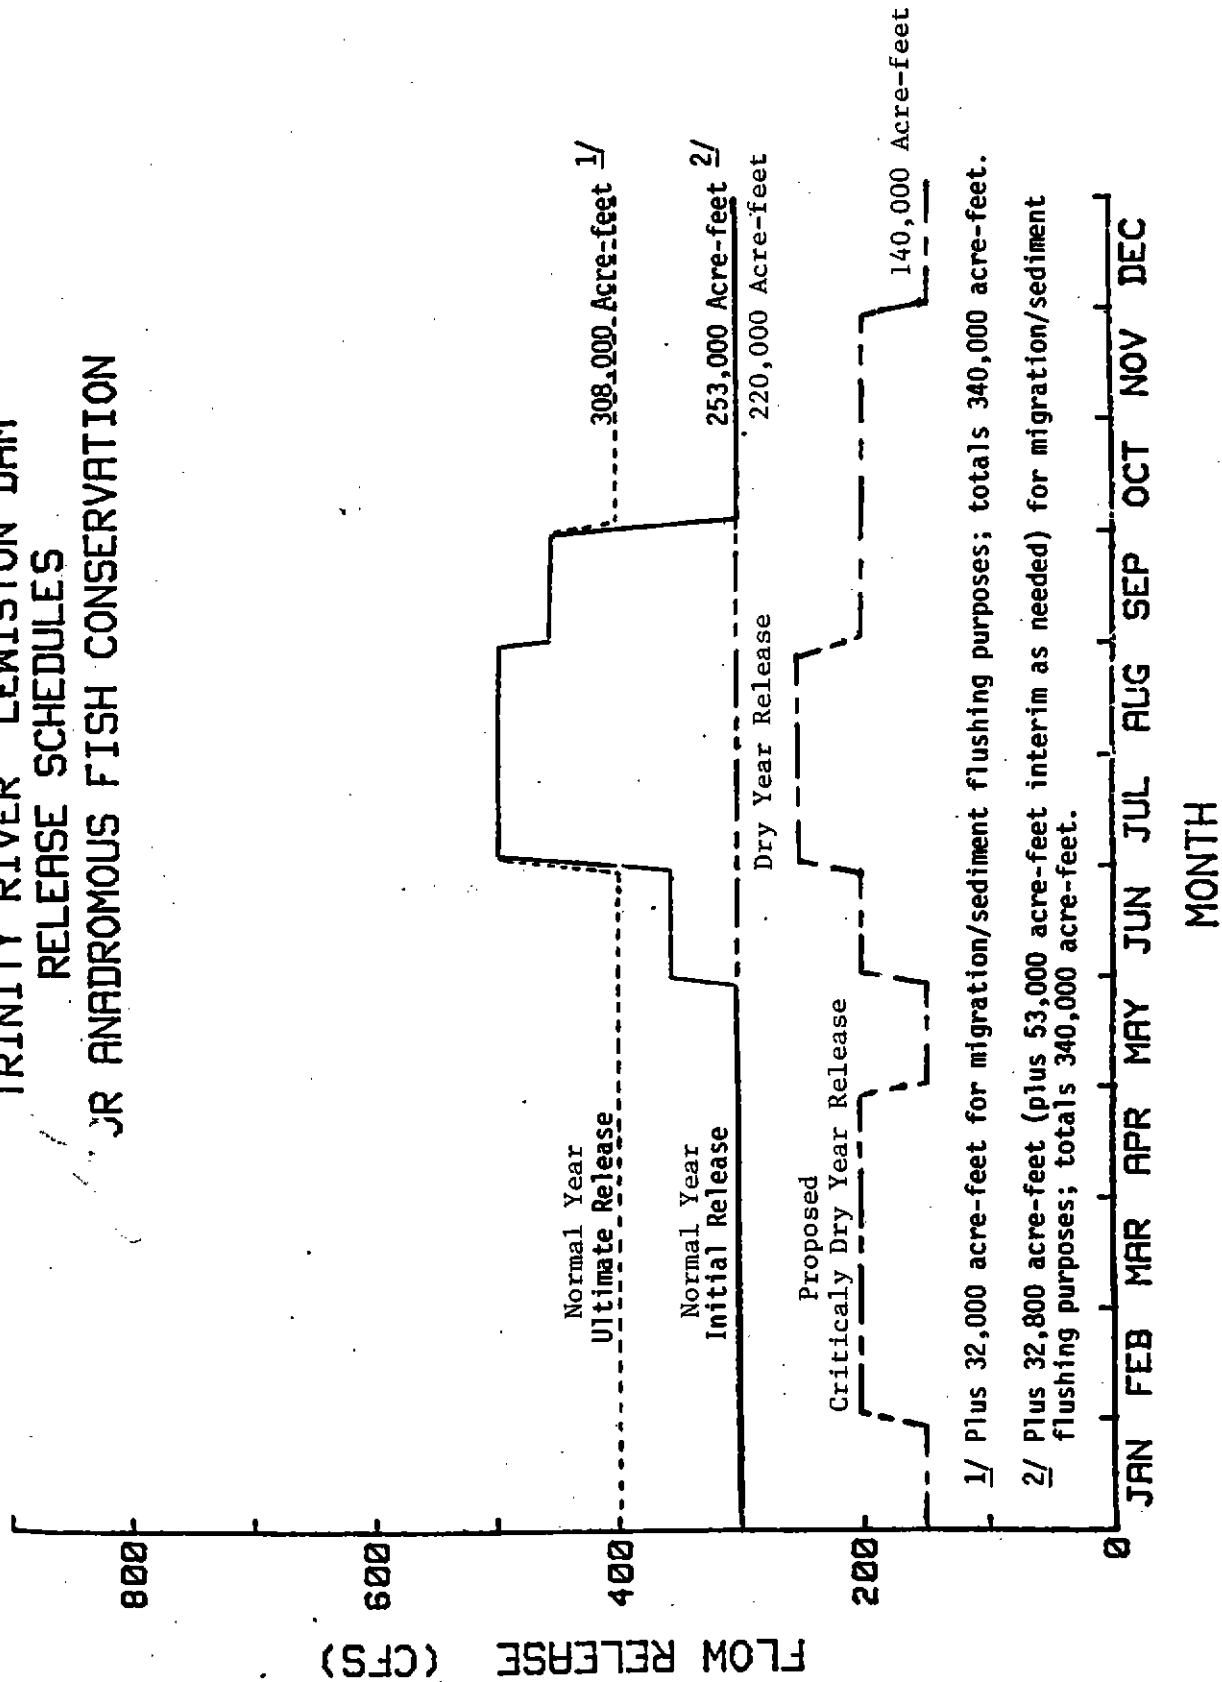 TRINITY RIVER LEWISTON DAM
RELEASE SCHEDULES
OR ANADROMOUS FISH CONSERVATION
FLOW RELEASE (CFS)
800
600
400
200
0
Normal Year
Ultimate Release
308,000 Acre-feet 1/
Normal Year
Initial Release
253,000 Acre-feet 2/
220,000 Acre-feet
Dry Year Release
Proposed
Criticaly Dry Year Release
140,000 Acre-feet
1/ Plus 32,000 acre-feet for migration/sediment flushing purposes; totals 340,000 acre-feet.
2/ Plus 32,800 acre-feet (plus 53,000 acre-feet interim as needed) for migration/sediment
flushing purposes; totals 340,000 acre-feet.
JAN FEB MAR APR MAY JUN JUL AUG SEP OCT NOV DEC
MONTH